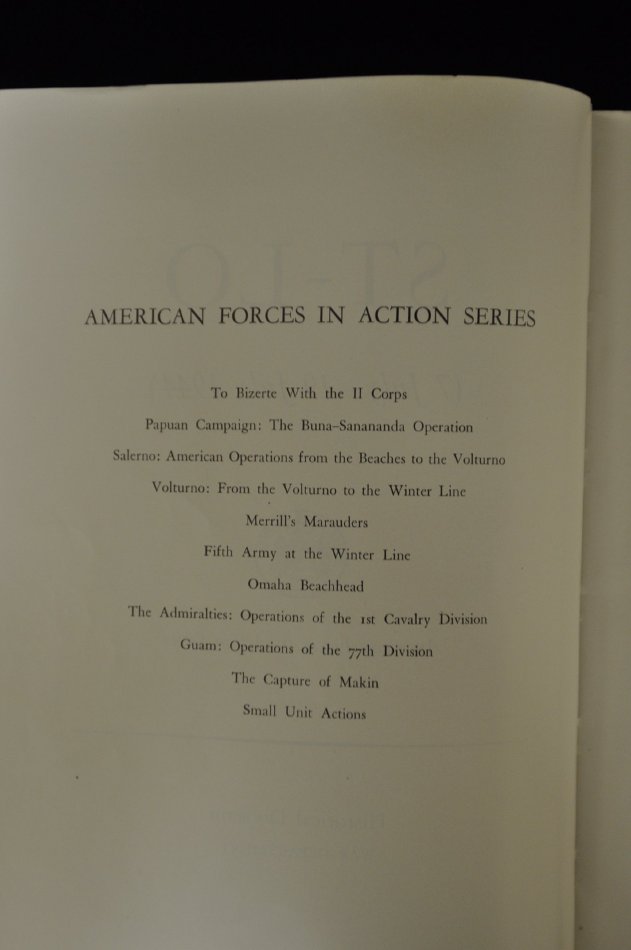 AMERICAN FORCES IN ACTION SERIES
To Bizerte With the II Corps
Papuan Campaign: The Buna–Sanananda Operation
Salerno: American Operations from the Beaches to the Volturno
Volturno: From the Volturno to the Winter Line
Merrill's Marauders
Fifth Army at the Winter Line
Omaha Beachhead
The Admiralties: Operations of the 1st Cavalry Division
Guam: Operations of the 77th Division
The Capture of Makin
Small Unit Actions